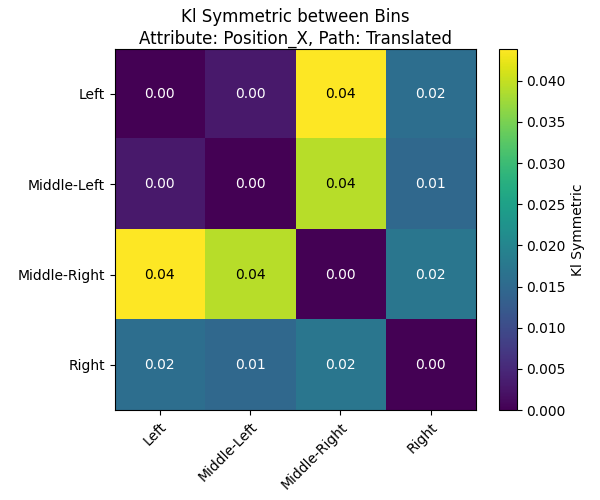 Kl Symmetric between Bins
Attribute: Position_X, Path: Translated
Left 0.00 0.00 0.04 0.02
Middle-Left 0.00 0.00 0.04 0.01
Middle-Right 0.04 0.04 0.00 0.02
Right 0.02 0.01 0.02 0.00
Left Middle-Left Middle-Right Right
0.040
0.035
0.030
0.025
0.020
0.015
0.010
0.005
0.000
Kl Symmetric